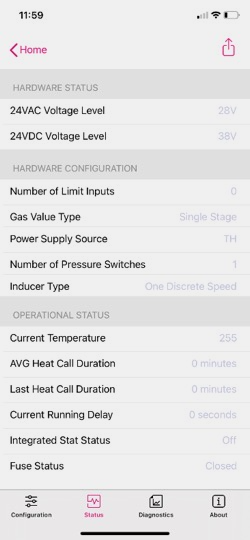 11:59
Home
HARDWARE STATUS
24VAC Voltage Level 28V
24VDC Voltage Level 38V
HARDWARE CONFIGURATION
Number of Limit Inputs 0
Gas Value Type Single Stage
Power Supply Source TH
Number of Pressure Switches 1
Inducer Type One Discrete Speed
OPERATIONAL STATUS
Current Temperature 255
AVG Heat Call Duration 0 minutes
Last Heat Call Duration 0 minutes
Current Running Delay 0 seconds
Integrated Stat Status Off
Fuse Status Closed
Configuration Status Diagnostics About